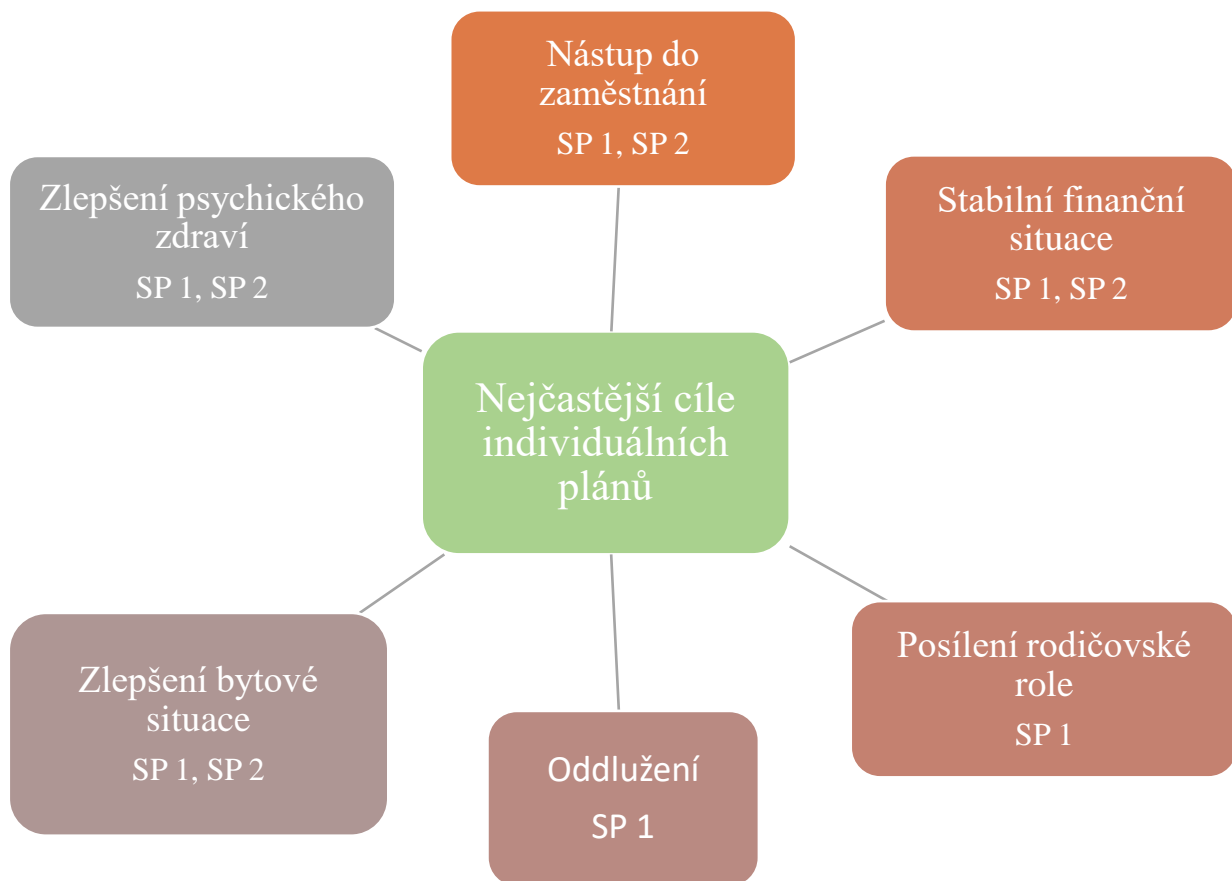 Nástup do
zaměstnání
SP 1, SP 2
Zlepšení psychického
zdraví
SP 1, SP 2
Stabilní finanční
situace
SP 1, SP 2
Nejčastější cíle
individuálních
plánů
Zlepšení bytové
situace
SP 1, SP 2
Posílení rodičovské
role
SP 1
Oddlužení
SP 1